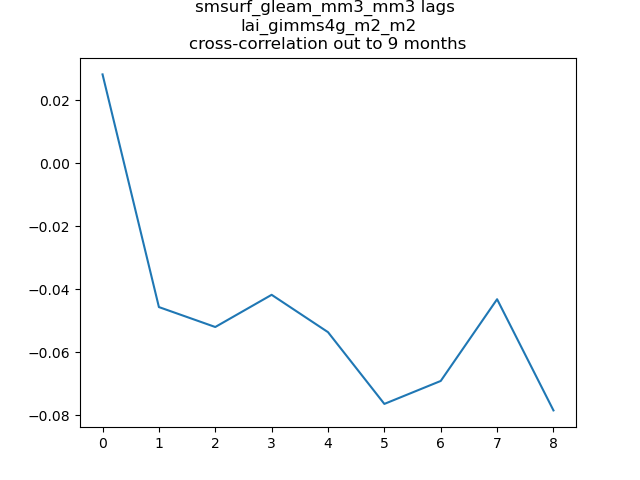 smsurf_gleam_mm3_mm3 lags
lai_gimms4g_m2_m2
cross-correlation out to 9 months
0.02
0.00
−0.02
−0.04
−0.06
−0.08
0 1 2 3 4 5 6 7 8